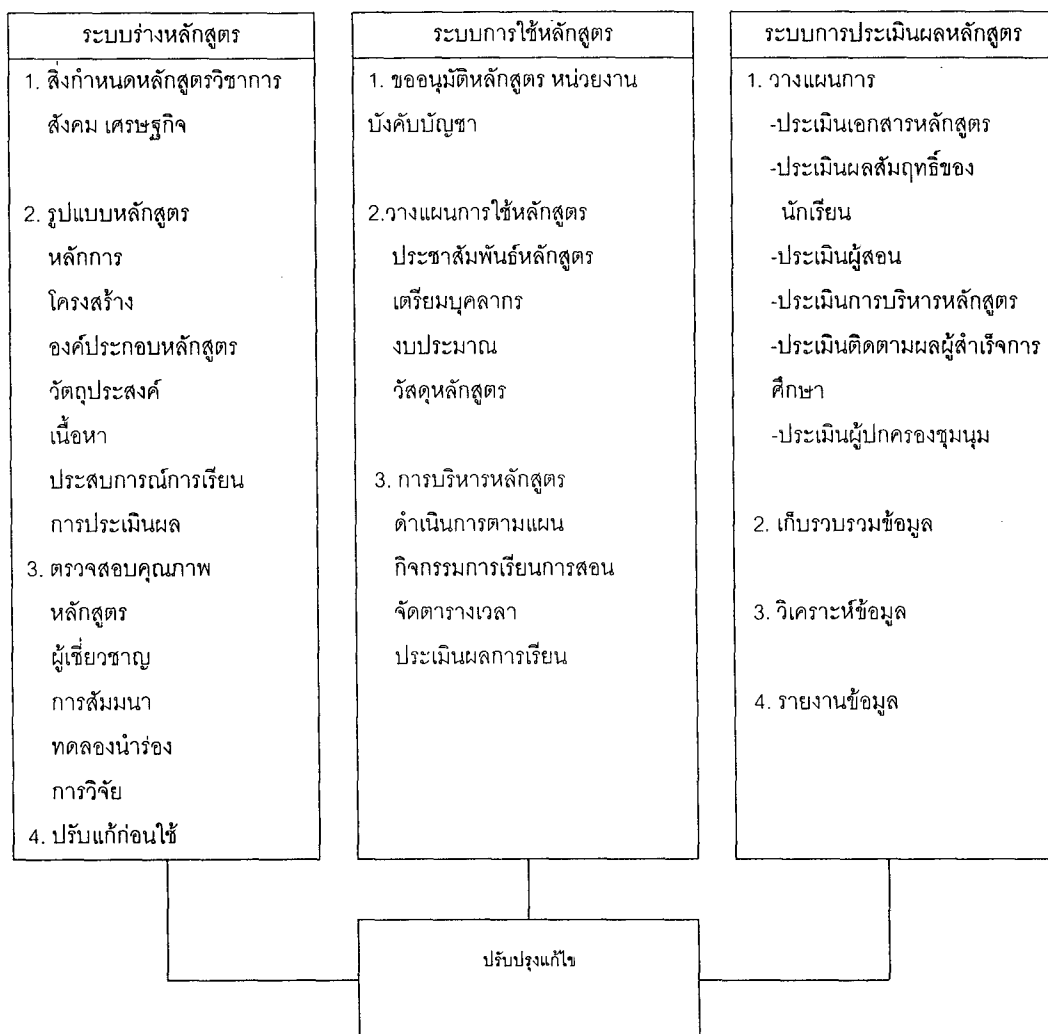 ระบบร่างหลักสูตร
1. สิ่งกำหนดหลักสูตรวิชาการ
สังคม เศรษฐกิจ
2. รูปแบบหลักสูตร
หลักการ
โครงสร้าง
องค์ประกอบหลักสูตร
วัตถุประสงค์
เนื้อหา
ประสบการณ์การเรียน
การประเมินผล
3. ตรวจสอบคุณภาพ
หลักสูตร
ผู้เชี่ยวชาญ
การสัมมนา
ทดลองนำร่อง
การวิจัย
4. ปรับแก้ก่อนใช้
ระบบการใช้หลักสูตร
1. ขออนุมัติหลักสูตร หน่วยงาน
บังคับบัญชา
2.วางแผนการใช้หลักสูตร
ประชาสัมพันธ์หลักสูตร
เตรียมบุคลากร
งบประมาณ
วัสดุหลักสูตร
3. การบริหารหลักสูตร
ดำเนินการตามแผน
กิจกรรมการเรียนการสอน
จัดตารางเวลา
ประเมินผลการเรียน
ระบบการประเมินผลหลักสูตร
1. วางแผนการ
-ประเมินเอกสารหลักสูตร
-ประเมินผลสัมฤทธิ์ของ
นักเรียน
-ประเมินผู้สอน
-ประเมินการบริหารหลักสูตร
-ประเมินติดตามผลผู้สำเร็จการ
ศึกษา
-ประเมินผู้ปกครองชุมนุม
2. เก็บรวบรวมข้อมูล
3. วิเคราะห์ข้อมูล
4. รายงานข้อมูล
ปรับปรุงแก้ไข